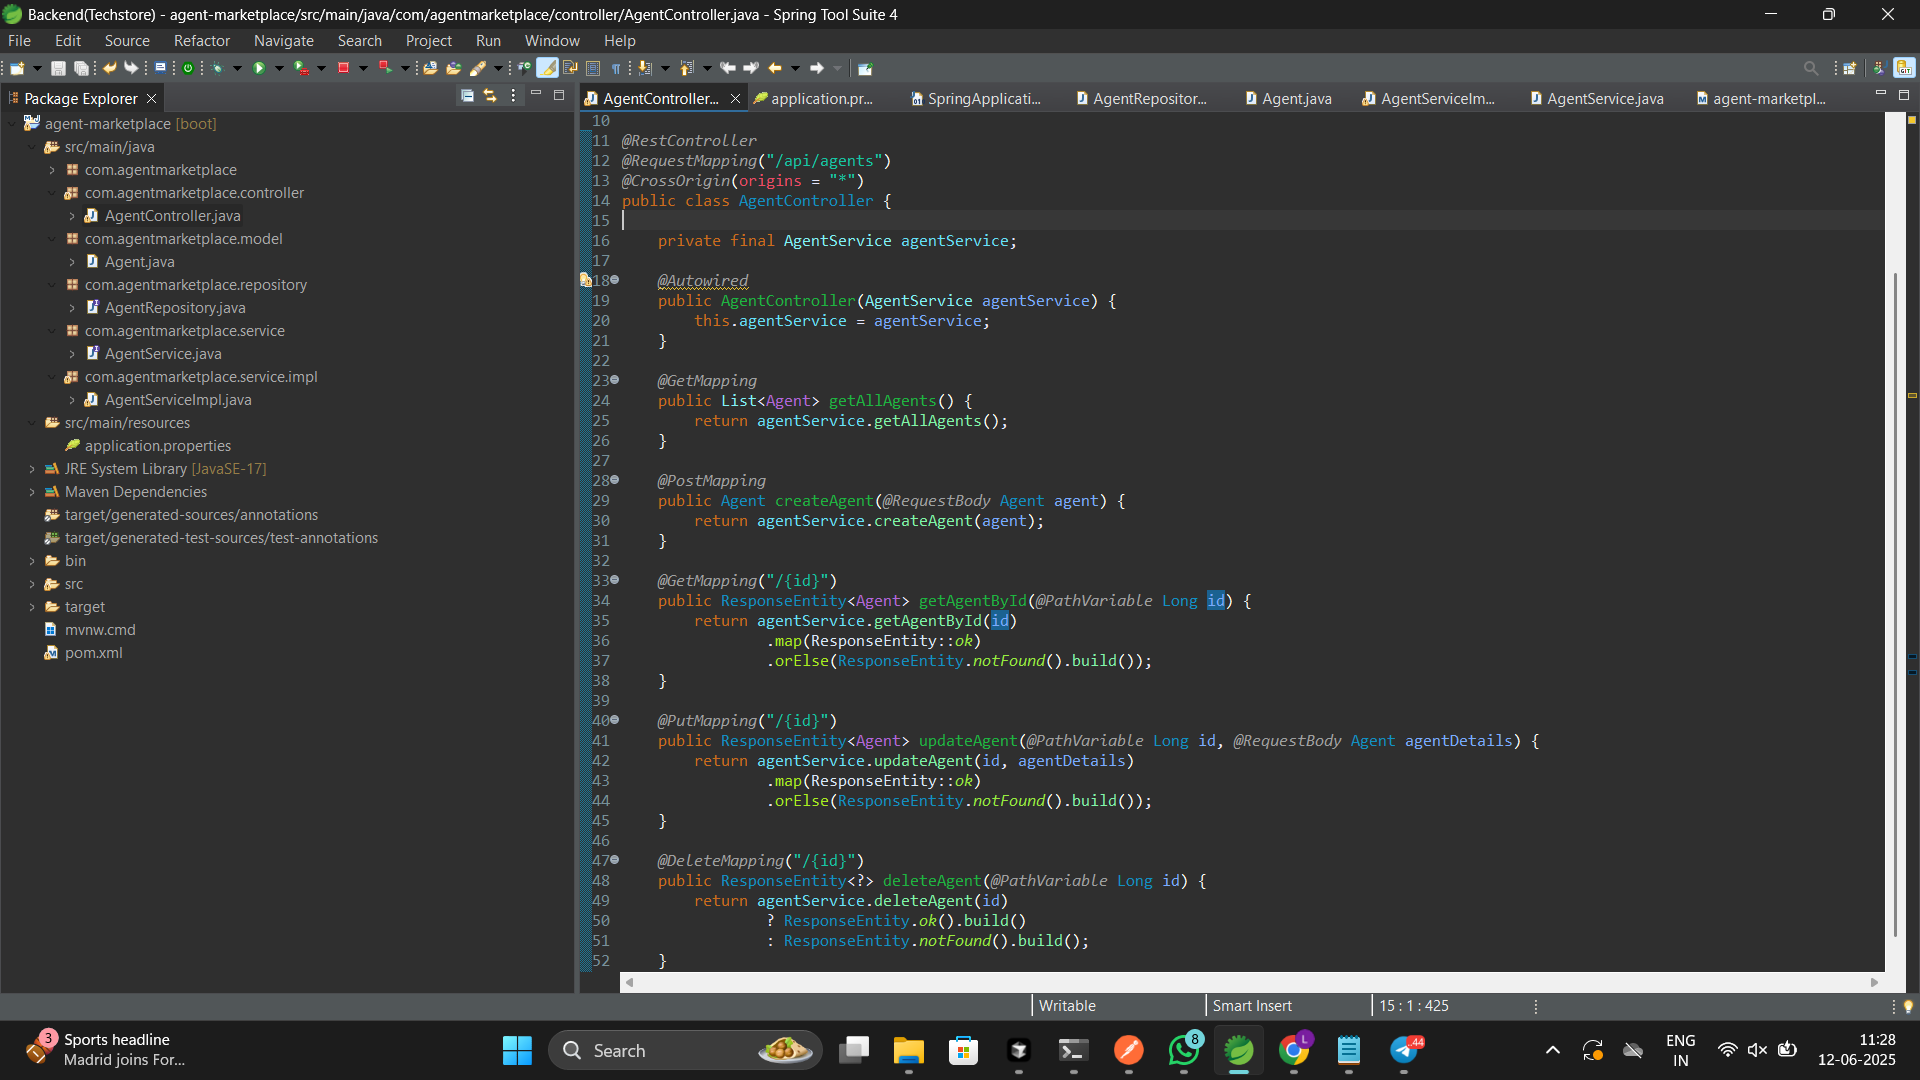 Backend(Techstore) - agent-marketplace/src/main/java/com/agentmarketplace/controller/AgentController.java - Spring Tool Suite 4
File Edit Source Refactor Navigate Search Project Run Window Help
Package Explorer
AgentController... application.pr... SpringApplicati... AgentRepositor... Agent.java AgentServiceIm... AgentService.java agent-marketpl...
agent-marketplace [boot]
src/main/java
com.agentmarketplace
com.agentmarketplace.controller
AgentController.java
com.agentmarketplace.model
Agent.java
com.agentmarketplace.repository
AgentRepository.java
com.agentmarketplace.service
AgentService.java
com.agentmarketplace.service.impl
AgentServiceImpl.java
src/main/resources
application.properties
JRE System Library [JavaSE-17]
Maven Dependencies
target/generated-sources/annotations
target/generated-test-sources/test-annotations
bin
src
target
mvnw.cmd
pom.xml
10
11 @RestController
12 @RequestMapping("/api/agents")
13 @CrossOrigin(origins = "*")
14 public class AgentController {
15
16     private final AgentService agentService;
17
18     @Autowired
19     public AgentController(AgentService agentService) {
20         this.agentService = agentService;
21     }
22
23     @GetMapping
24     public List<Agent> getAllAgents() {
25         return agentService.getAllAgents();
26     }
27
28     @PostMapping
29     public Agent createAgent(@RequestBody Agent agent) {
30         return agentService.createAgent(agent);
31     }
32
33     @GetMapping("/{id}")
34     public ResponseEntity<Agent> getAgentById(@PathVariable Long id) {
35         return agentService.getAgentById(id)
36                 .map(ResponseEntity::ok)
37                 .orElse(ResponseEntity.notFound().build());
38     }
39
40     @PutMapping("/{id}")
41     public ResponseEntity<Agent> updateAgent(@PathVariable Long id, @RequestBody Agent agentDetails) {
42         return agentService.updateAgent(id, agentDetails)
43                 .map(ResponseEntity::ok)
44                 .orElse(ResponseEntity.notFound().build());
45     }
46
47     @DeleteMapping("/{id}")
48     public ResponseEntity<?> deleteAgent(@PathVariable Long id) {
49         return agentService.deleteAgent(id)
50                 ? ResponseEntity.ok().build()
51                 : ResponseEntity.notFound().build();
52     }
Writable Smart Insert 15 : 1 : 425
3
Sports headline
Madrid joins For...
Search
8
L
.44
ENG
IN
11:28
12-06-2025